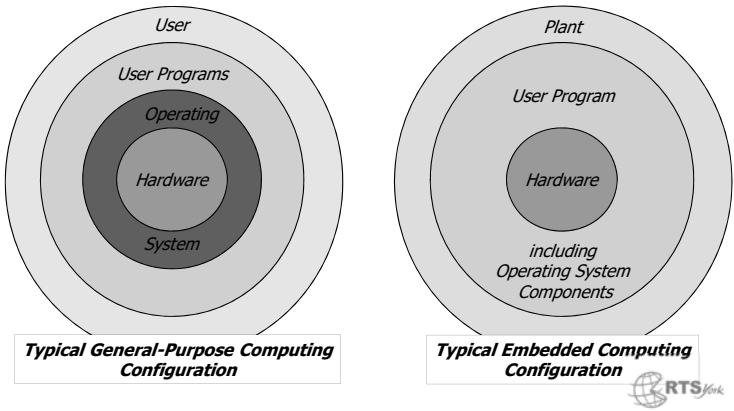 User
User Programs
Operating
Hardware
System
Typical General-Purpose Computing
Configuration
Plant
User Program
Hardware
including
Operating System
Components
Typical Embedded Computing
Configuration
RTS York